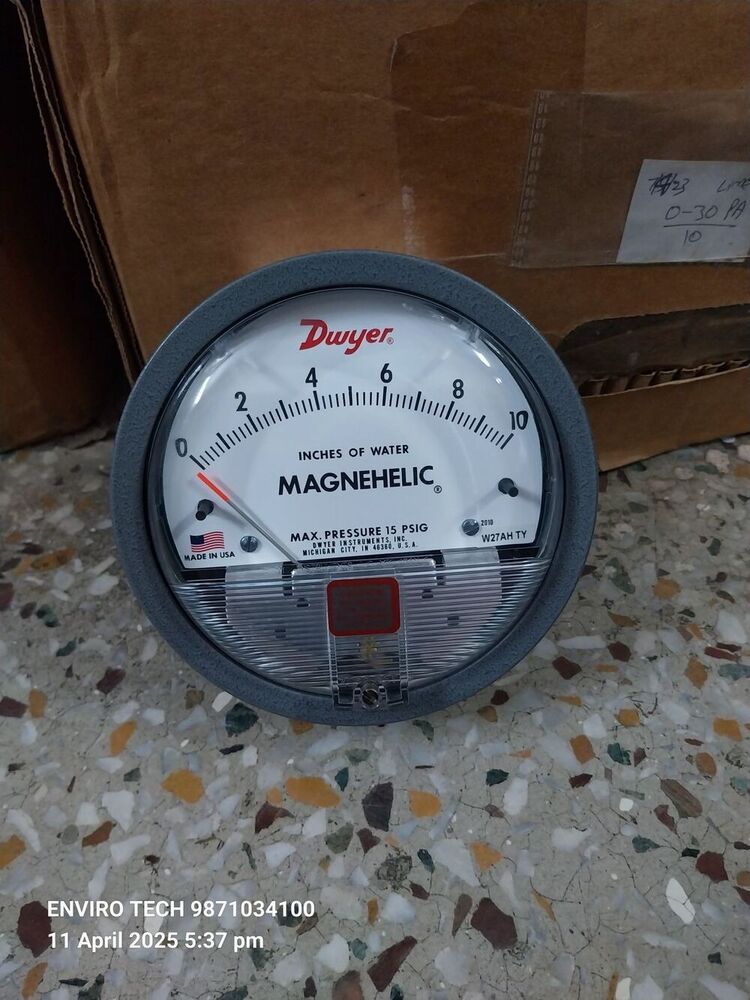 0-30 PA
10
Dwyer®
0 2 4 6 8 10
INCHES OF WATER
MAGNEHELIC®
MAX. PRESSURE 15 PSIG
DWYER INSTRUMENTS, INC.
MICHIGAN CITY, IN 46360, U.S.A.
MADE IN USA
2010
W27AH TY
ENVIRO TECH 9871034100
11 April 2025 5:37 pm